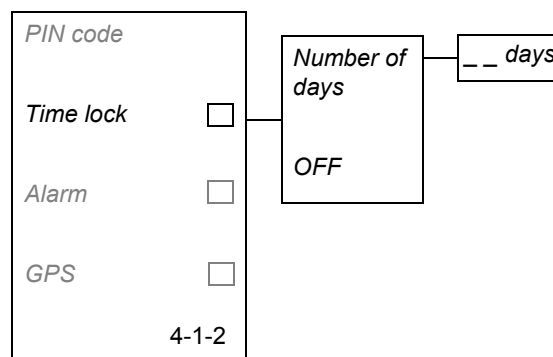 PIN code
Time lock
Alarm
GPS
4-1-2
Number of
days
OFF
_ _ days